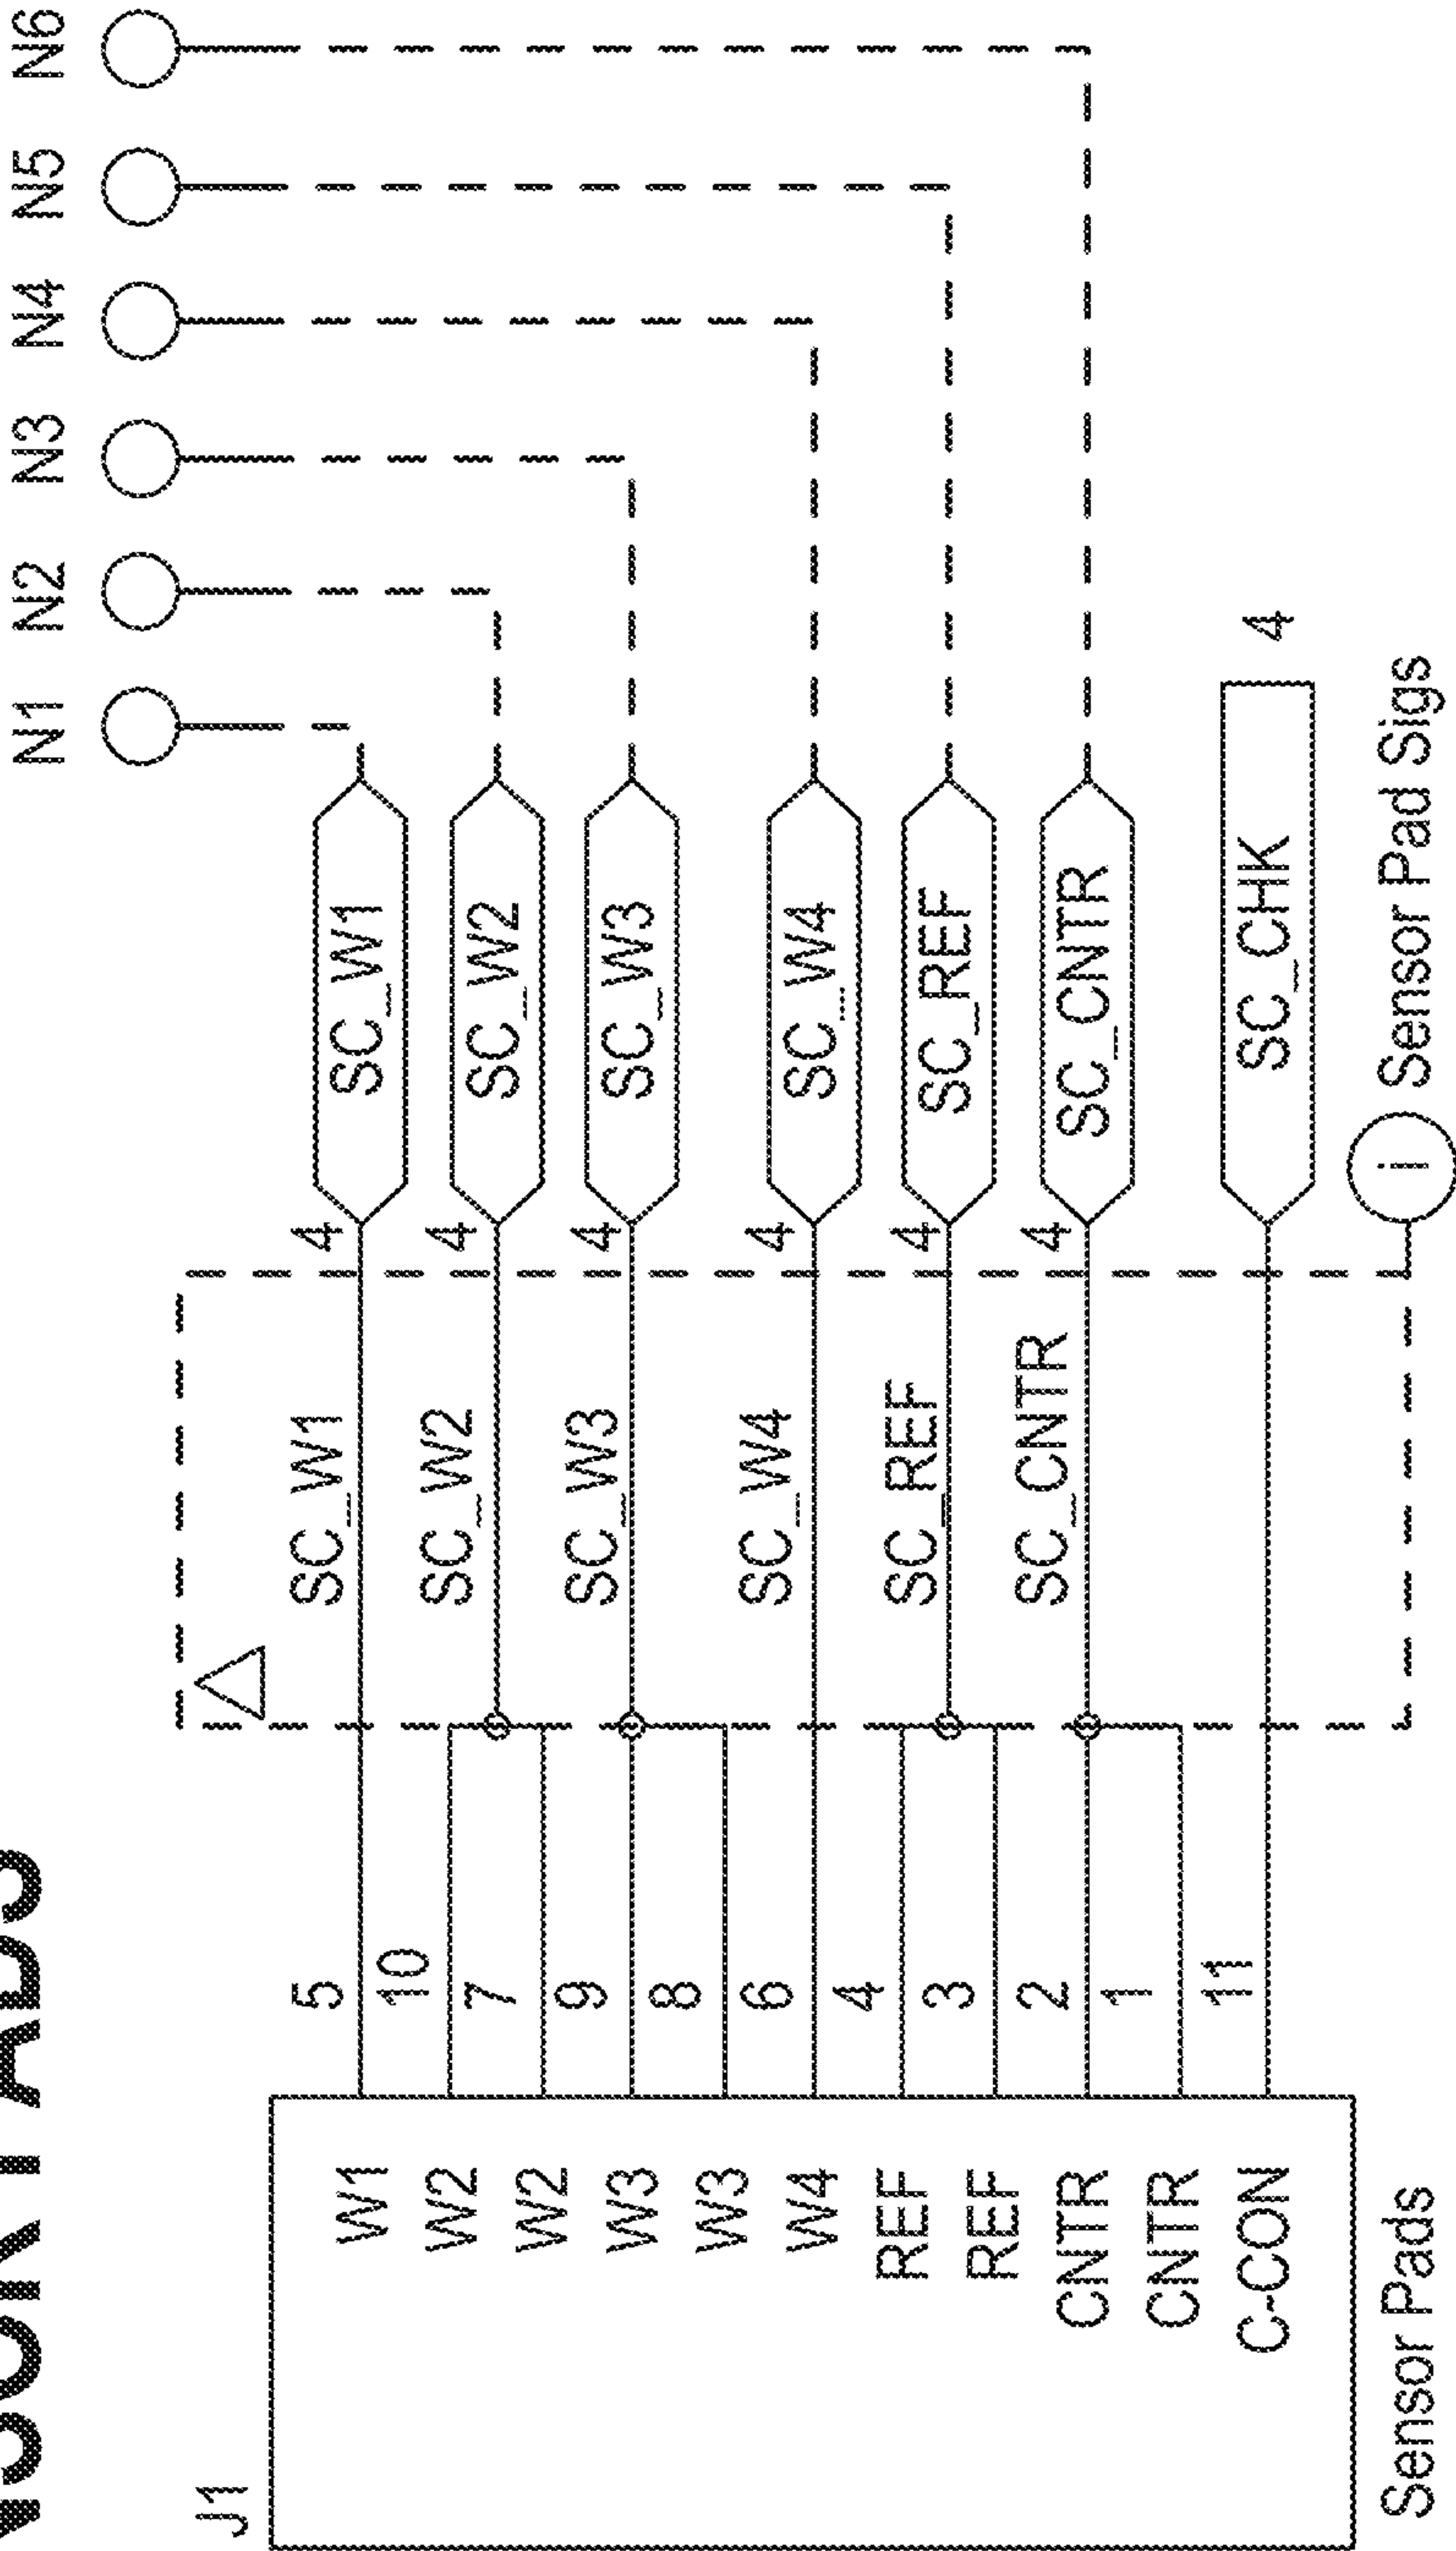 J1
W1
W2
W2
W3
W3
W4
REF
REF
CNTR
CNTR
C-CON
Sensor Pads
5
10
7
9
8
6
4
3
2
1
11
SC_W1
SC_W2
SC_W3
SC_W4
SC_REF
SC_CNTR
4
4
4
4
4
4
SC_W1
SC_W2
SC_W3
SC_W4
SC_REF
SC_CNTR
SC_CHK
4
i
Sensor Pad Sigs
N1
N2
N3
N4
N5
N6